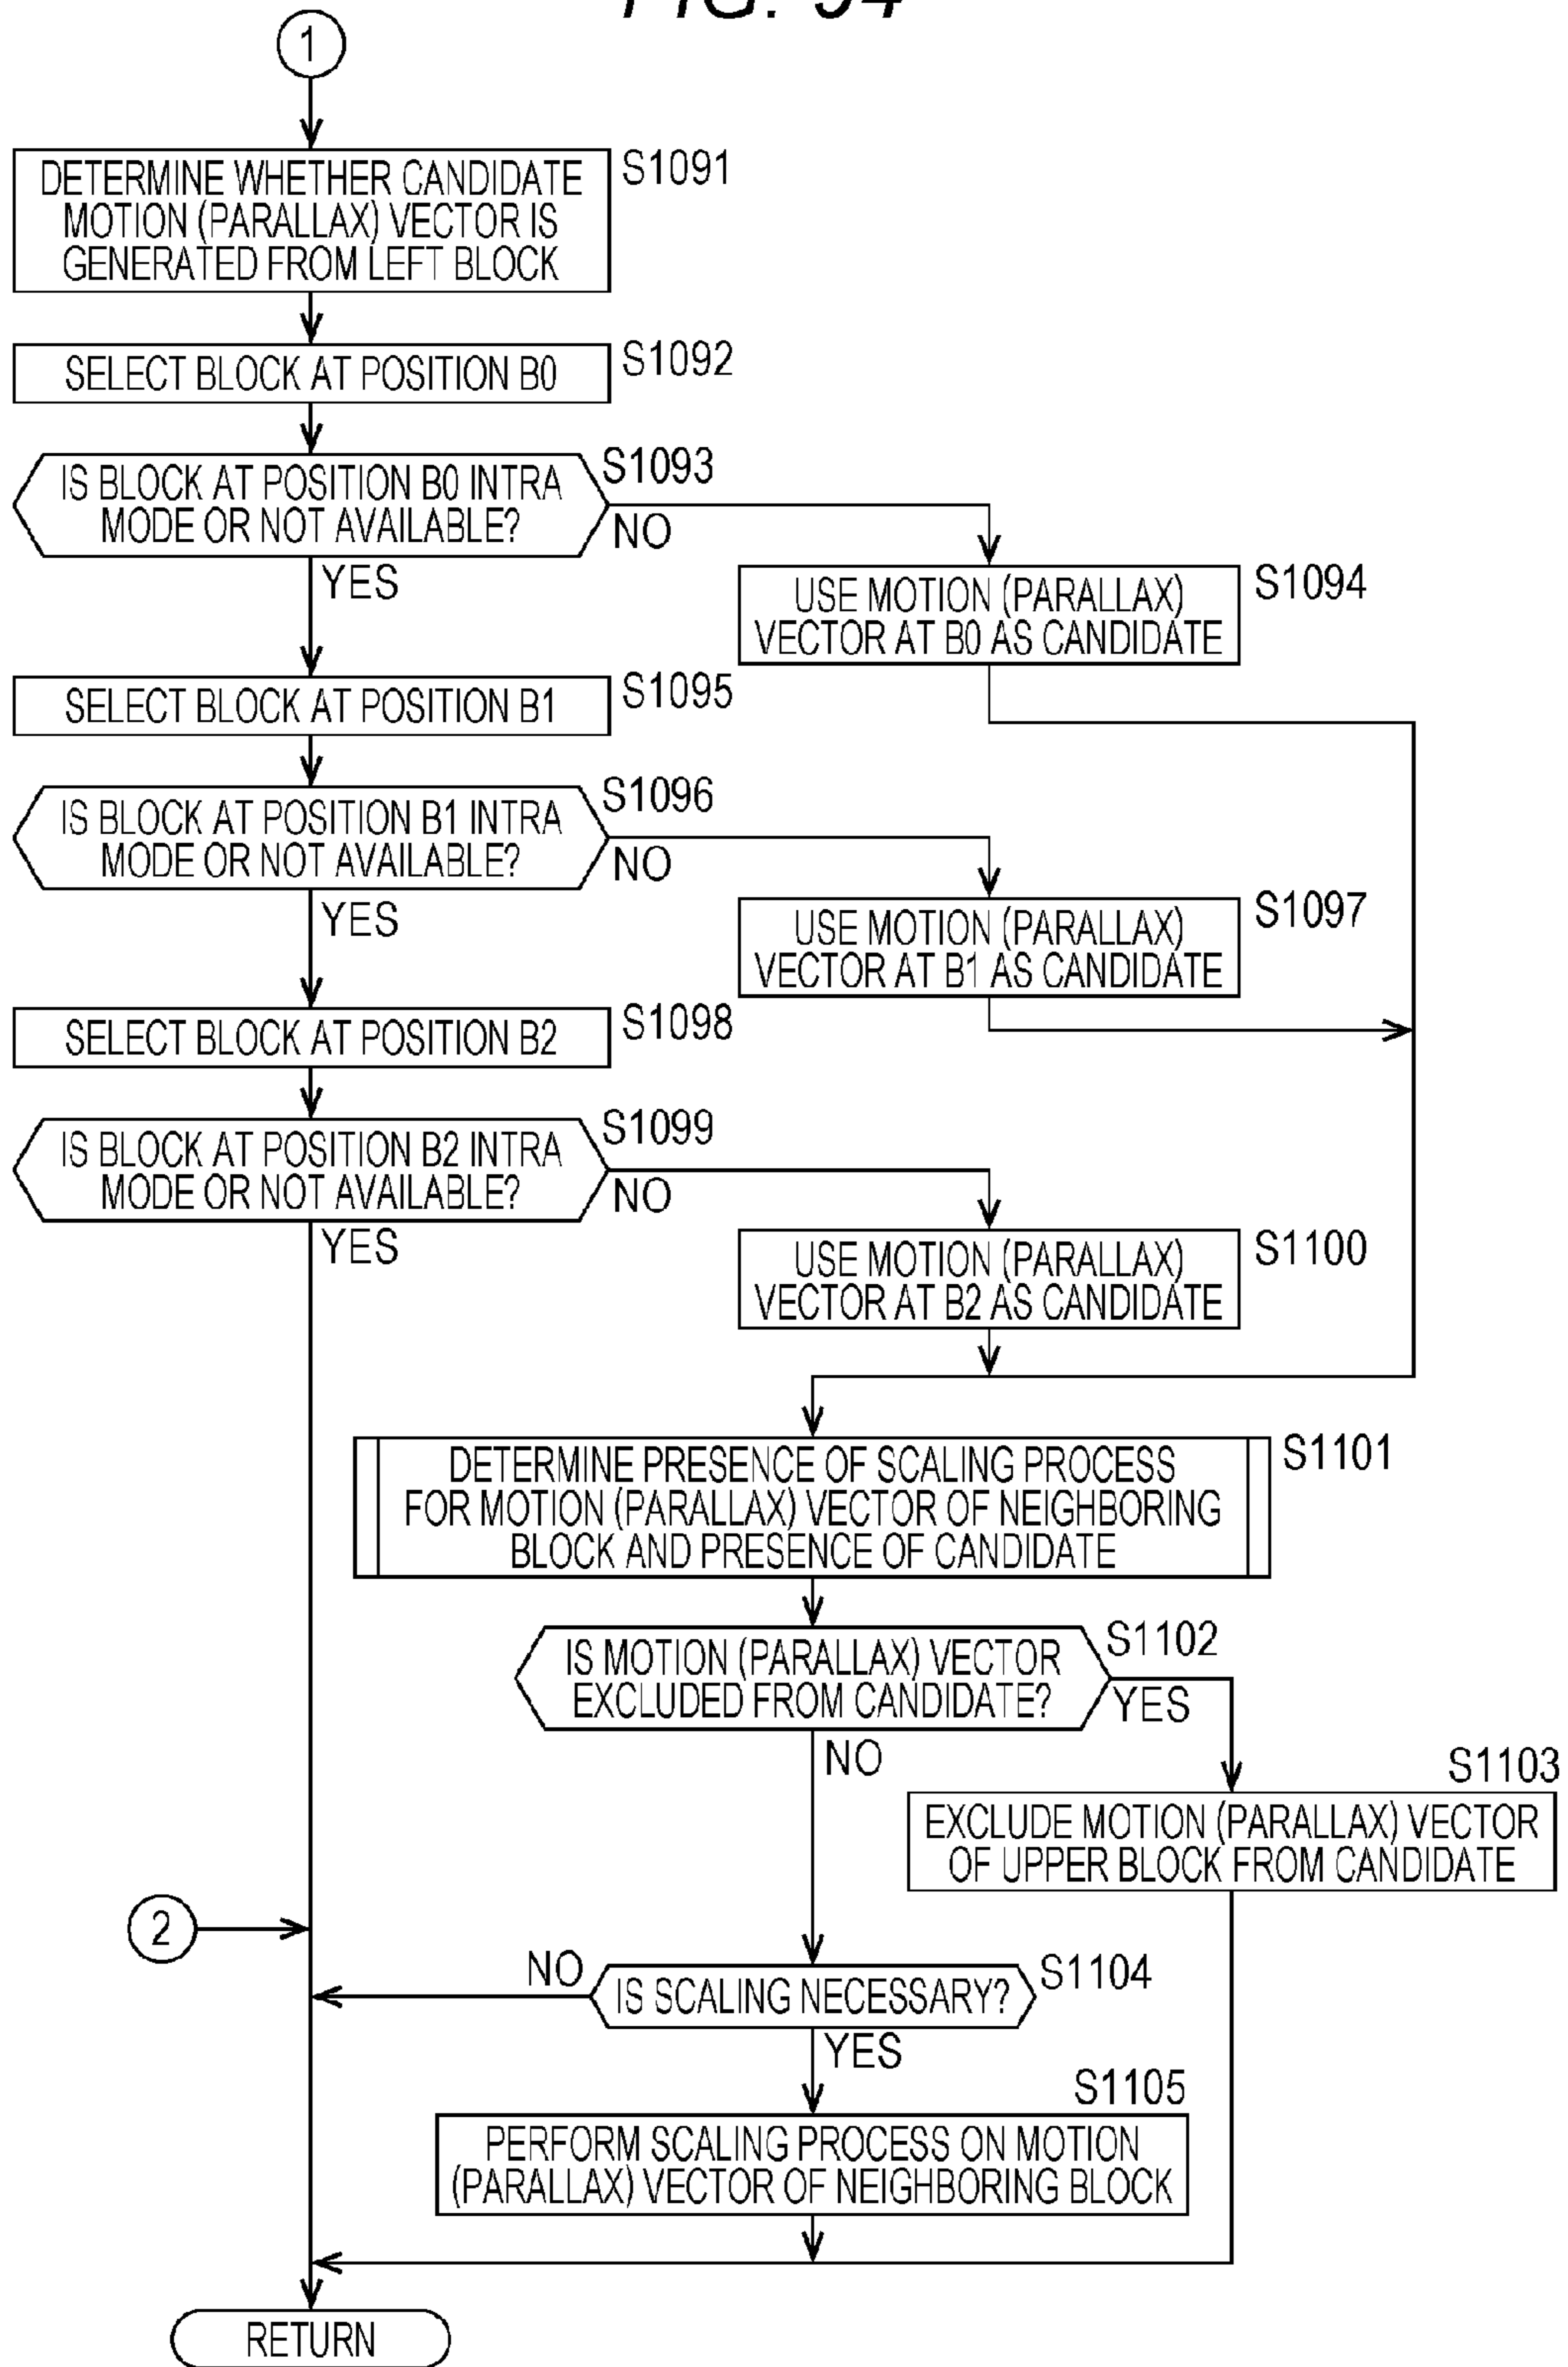 FIG. 94
1
DETERMINE WHETHER CANDIDATE
MOTION (PARALLAX) VECTOR IS
GENERATED FROM LEFT BLOCK
S1091
SELECT BLOCK AT POSITION B0
S1092
IS BLOCK AT POSITION B0 INTRA
MODE OR NOT AVAILABLE?
S1093
NO
YES
USE MOTION (PARALLAX)
VECTOR AT B0 AS CANDIDATE
S1094
SELECT BLOCK AT POSITION B1
S1095
IS BLOCK AT POSITION B1 INTRA
MODE OR NOT AVAILABLE?
S1096
NO
YES
USE MOTION (PARALLAX)
VECTOR AT B1 AS CANDIDATE
S1097
SELECT BLOCK AT POSITION B2
S1098
IS BLOCK AT POSITION B2 INTRA
MODE OR NOT AVAILABLE?
S1099
NO
YES
USE MOTION (PARALLAX)
VECTOR AT B2 AS CANDIDATE
S1100
DETERMINE PRESENCE OF SCALING PROCESS
FOR MOTION (PARALLAX) VECTOR OF NEIGHBORING
BLOCK AND PRESENCE OF CANDIDATE
S1101
IS MOTION (PARALLAX) VECTOR
EXCLUDED FROM CANDIDATE?
S1102
YES
NO
S1103
EXCLUDE MOTION (PARALLAX) VECTOR
OF UPPER BLOCK FROM CANDIDATE
2
NO
IS SCALING NECESSARY?
S1104
YES
S1105
PERFORM SCALING PROCESS ON MOTION
(PARALLAX) VECTOR OF NEIGHBORING BLOCK
RETURN